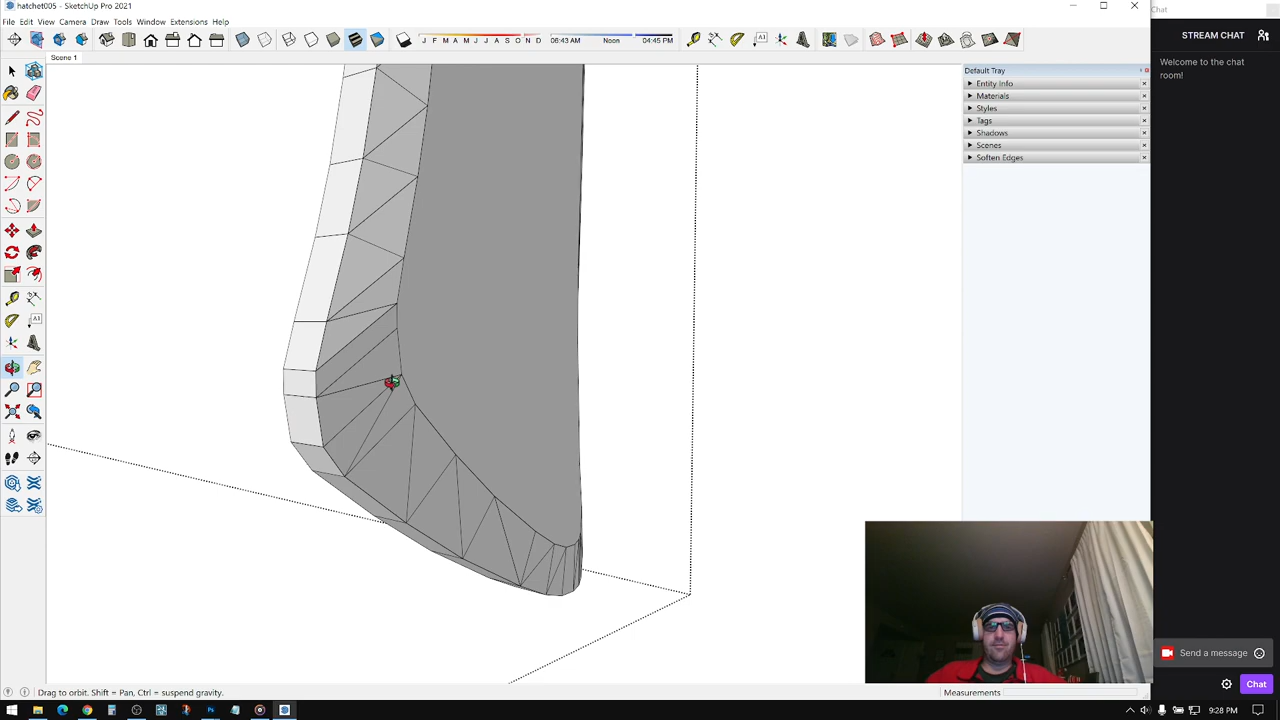 hatchet005 - SketchUp Pro 2021
Chat
File Edit View Camera Draw Tools Window Extensions Help
STREAM CHAT
J F M A M J J A S O N D 06:43 AM Noon 04:45 PM
Scene 1
Welcome to the chat
room!
Default Tray
Entity Info
Materials
Styles
Tags
Shadows
Scenes
Soften Edges
Send a message
Chat
Drag to orbit. Shift = Pan, Ctrl = suspend gravity.
Measurements
9:28 PM